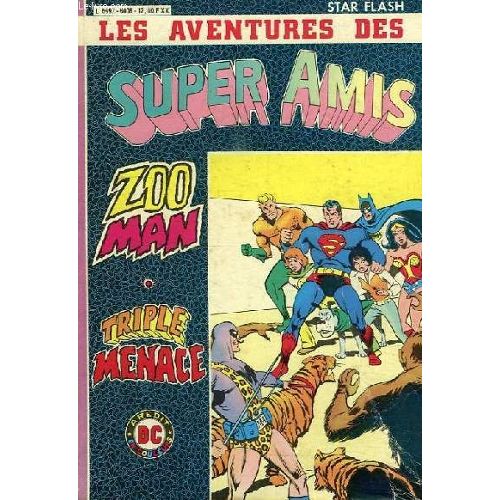 STAR FLASH
LES AVENTURES DES
SUPER AMIS
ZOO
MAN
TRIPLE
MENACE
DC
S